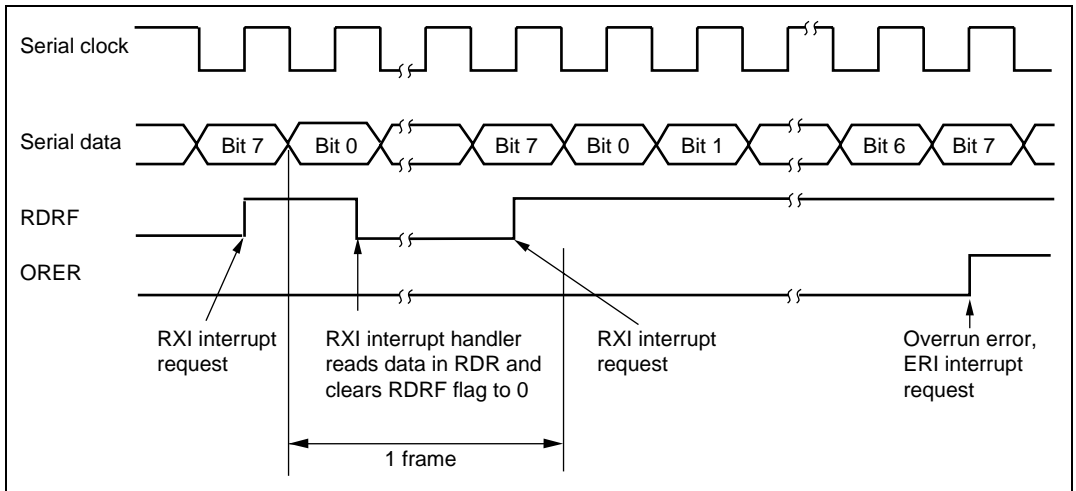 Serial clock
Serial data
Bit 7
Bit 0
Bit 7
Bit 0
Bit 1
Bit 6
Bit 7
RDRF
ORER
RXI interrupt
request
RXI interrupt handler
reads data in RDR and
clears RDRF flag to 0
RXI interrupt
request
Overrun error,
ERI interrupt
request
1 frame